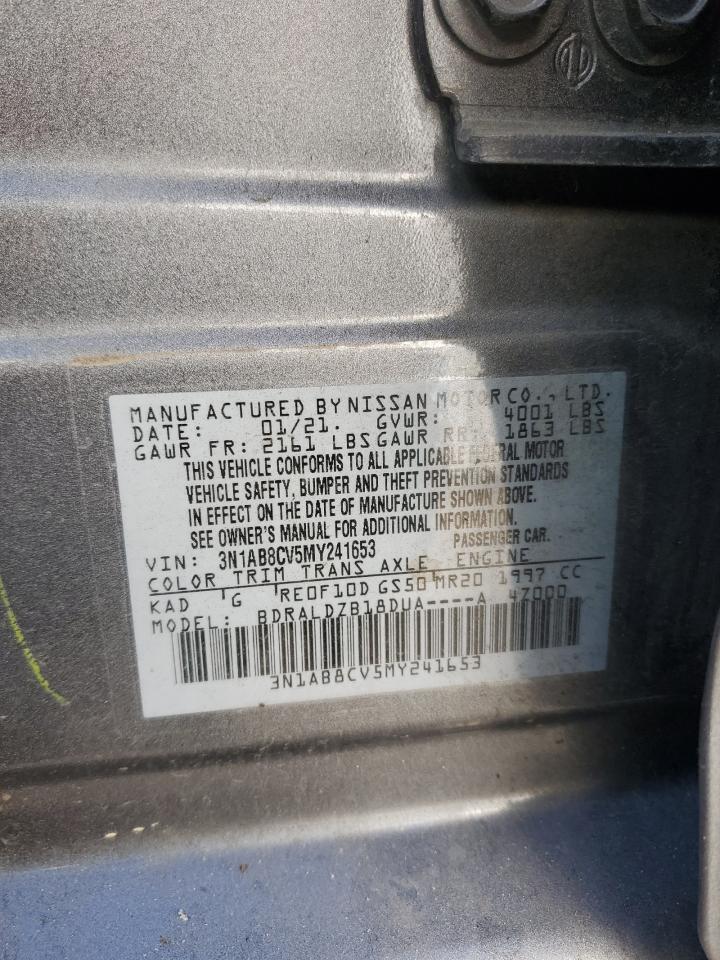 MANUFACTURED BY NISSAN MOTOR CO., LTD.
DATE: 01/21. GVWR: 4001 LBS
GAWR FR: 2161 LBS GAWR RR: 1863 LBS
THIS VEHICLE CONFORMS TO ALL APPLICABLE FEDERAL MOTOR
VEHICLE SAFETY, BUMPER AND THEFT PREVENTION STANDARDS
IN EFFECT ON THE DATE OF MANUFACTURE SHOWN ABOVE.
SEE OWNER'S MANUAL FOR ADDITIONAL INFORMATION.
VIN: 3N1AB8CV5MY241653 PASSENGER CAR.
COLOR TRIM TRANS AXLE ENGINE
KAD G RE0F10D GS50 MR20 1997 CC
MODEL: BDRALDZB18DUA----A 47000
3N1AB8CV5MY241653